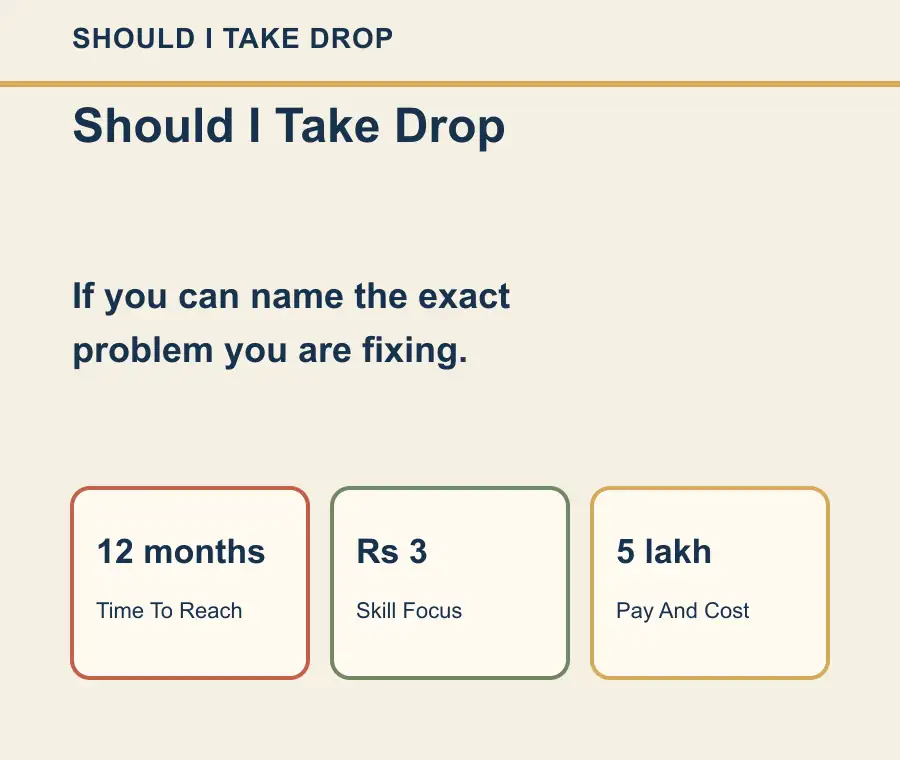 SHOULD I TAKE DROP
Should I Take Drop
If you can name the exact
problem you are fixing.
12 months
Time To Reach
Rs 3
Skill Focus
5 lakh
Pay And Cost